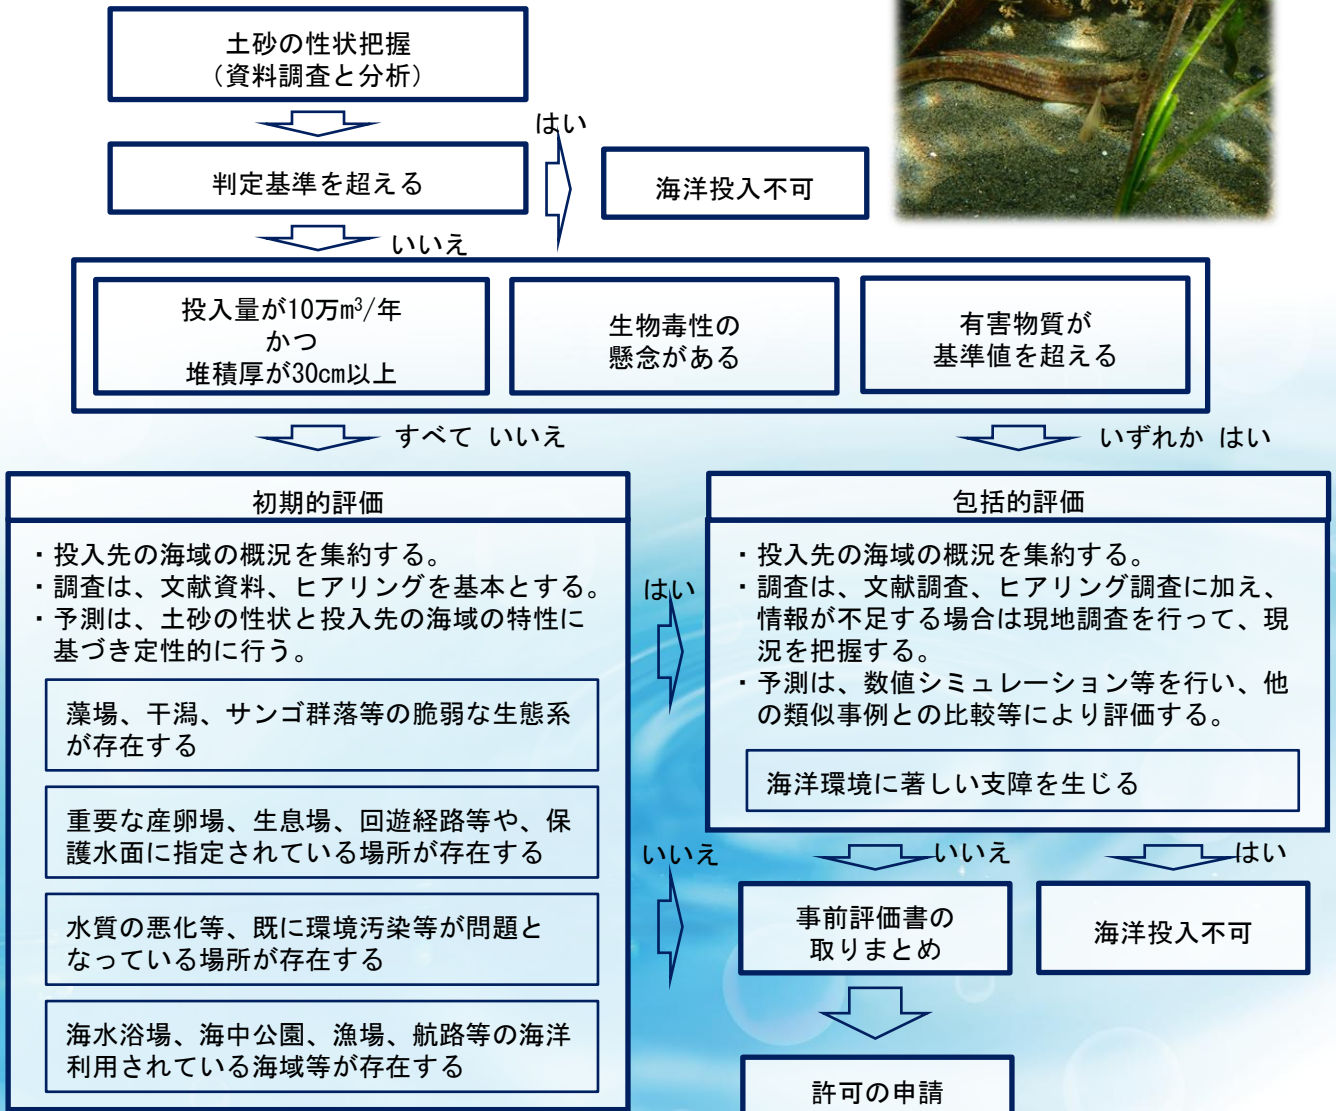 土砂の性状把握
（資料調査と分析）
はい
判定基準を超える
海洋投入不可
いいえ
投入量が10万m³/年
かつ
堆積厚が30cm以上
生物毒性の
懸念がある
有害物質が
基準値を超える
すべて いいえ
いずれか はい
初期的評価
・投入先の海域の概況を集約する。
・調査は、文献資料、ヒアリングを基本とする。
・予測は、土砂の性状と投入先の海域の特性に
基づき定性的に行う。
藻場、干潟、サンゴ群落等の脆弱な生態系
が存在する
重要な産卵場、生息場、回遊経路等や、保
護水面に指定されている場所が存在する
水質の悪化等、既に環境汚染等が問題と
なっている場所が存在する
海水浴場、海中公園、漁場、航路等の海洋
利用されている海域等が存在する
はい
いいえ
包括的評価
・投入先の海域の概況を集約する。
・調査は、文献調査、ヒアリング調査に加え、
情報が不足する場合は現地調査を行って、現
況を把握する。
・予測は、数値シミュレーション等を行い、他
の類似事例との比較等により評価する。
海洋環境に著しい支障を生じる
いいえ
はい
事前評価書の
取りまとめ
海洋投入不可
許可の申請